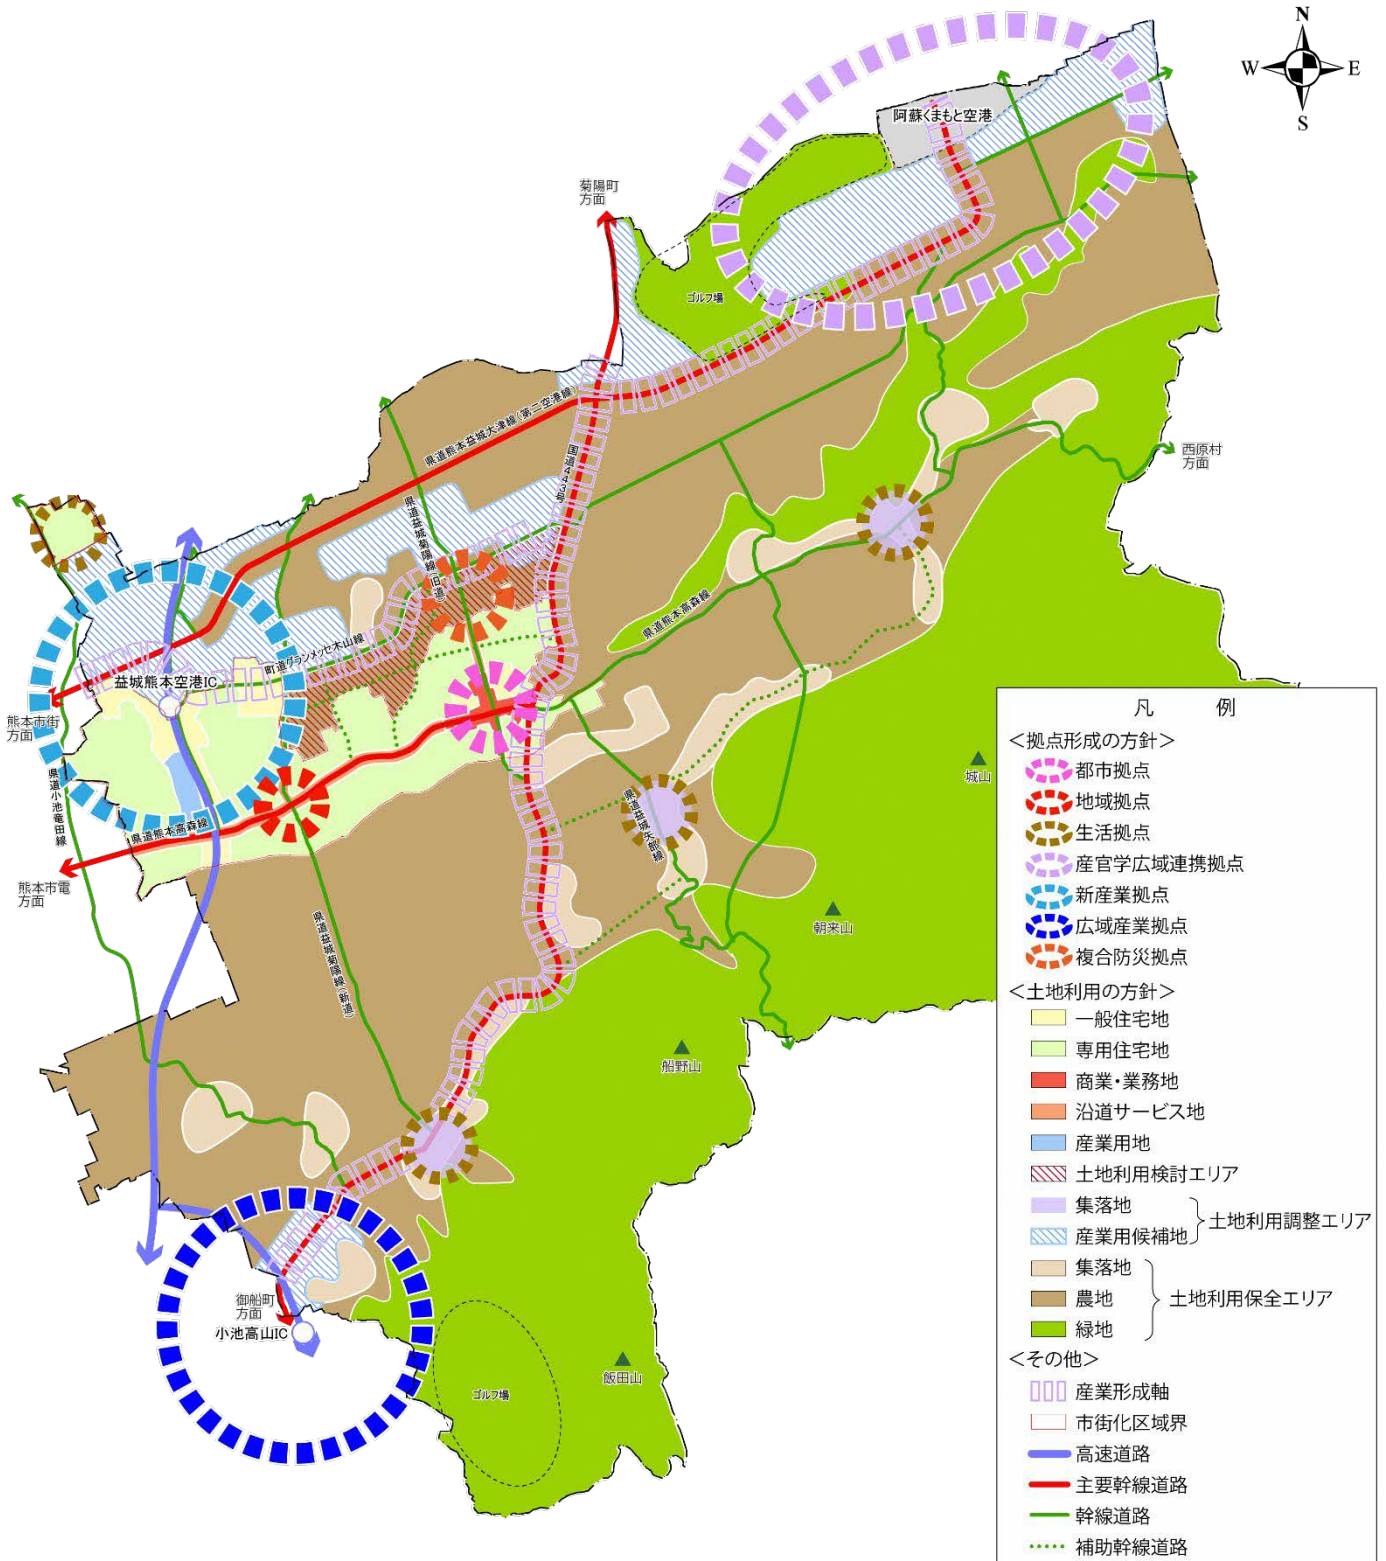 N
W
E
S
阿蘇くまもと空港
菊陽町
方面
ゴルフ場
県道熊本益城大津線(第二空港線)
国道443号
県道益城菊陽線(旧道)
西原村
方面
県道熊本高森線
町道グランメッセ木山線
益城熊本空港IC
熊本市街
方面
県道小池竜田線
県道熊本高森線
熊本市電
方面
県道益城矢部線
城山
朝来山
県道益城菊陽線(新道)
船野山
御船町
方面
小池高山IC
飯田山
ゴルフ場
凡 例
<拠点形成の方針>
都市拠点
地域拠点
生活拠点
産官学広域連携拠点
新産業拠点
広域産業拠点
複合防災拠点
<土地利用の方針>
一般住宅地
専用住宅地
商業・業務地
沿道サービス地
産業用地
土地利用検討エリア
集落地
産業用候補地
土地利用調整エリア
集落地
農地
緑地
土地利用保全エリア
<その他>
産業形成軸
市街化区域界
高速道路
主要幹線道路
幹線道路
補助幹線道路